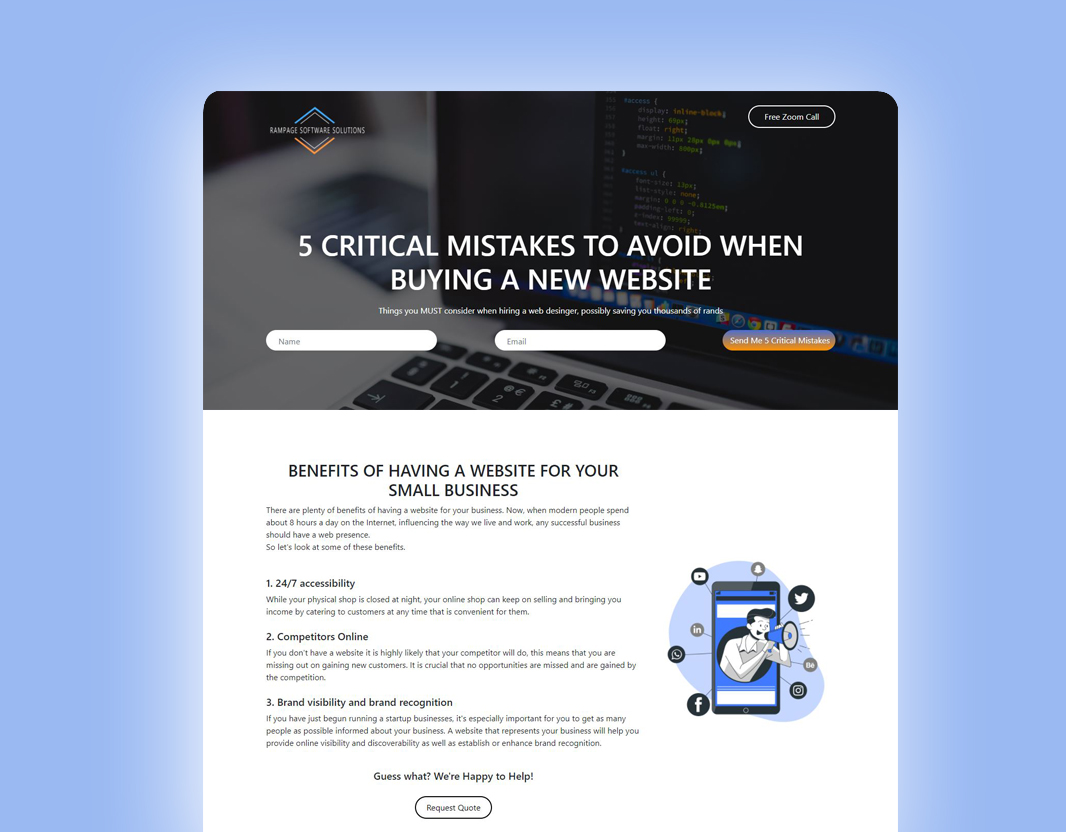 RAMPAGE SOFTWARE SOLUTIONS
Free Zoom Call
5 CRITICAL MISTAKES TO AVOID WHEN
BUYING A NEW WEBSITE
Things you MUST consider when hiring a web desinger, possibly saving you thousands of rands
Name
Email
Send Me 5 Critical Mistakes
BENEFITS OF HAVING A WEBSITE FOR YOUR
SMALL BUSINESS
There are plenty of benefits of having a website for your business. Now, when modern people spend
about 8 hours a day on the Internet, influencing the way we live and work, any successful business
should have a web presence.
So let's look at some of these benefits.
1. 24/7 accessibility
While your physical shop is closed at night, your online shop can keep on selling and bringing you
income by catering to customers at any time that is convenient for them.
2. Competitors Online
If you don't have a website it is highly likely that your competitor will do, this means that you are
missing out on gaining new customers. It is crucial that no opportunities are missed and are gained by
the competition.
3. Brand visibility and brand recognition
If you have just begun running a startup businesses, it's especially important for you to get as many
people as possible informed about your business. A website that represents your business will help you
provide online visibility and discoverability as well as establish or enhance brand recognition.
Guess what? We're Happy to Help!
Request Quote